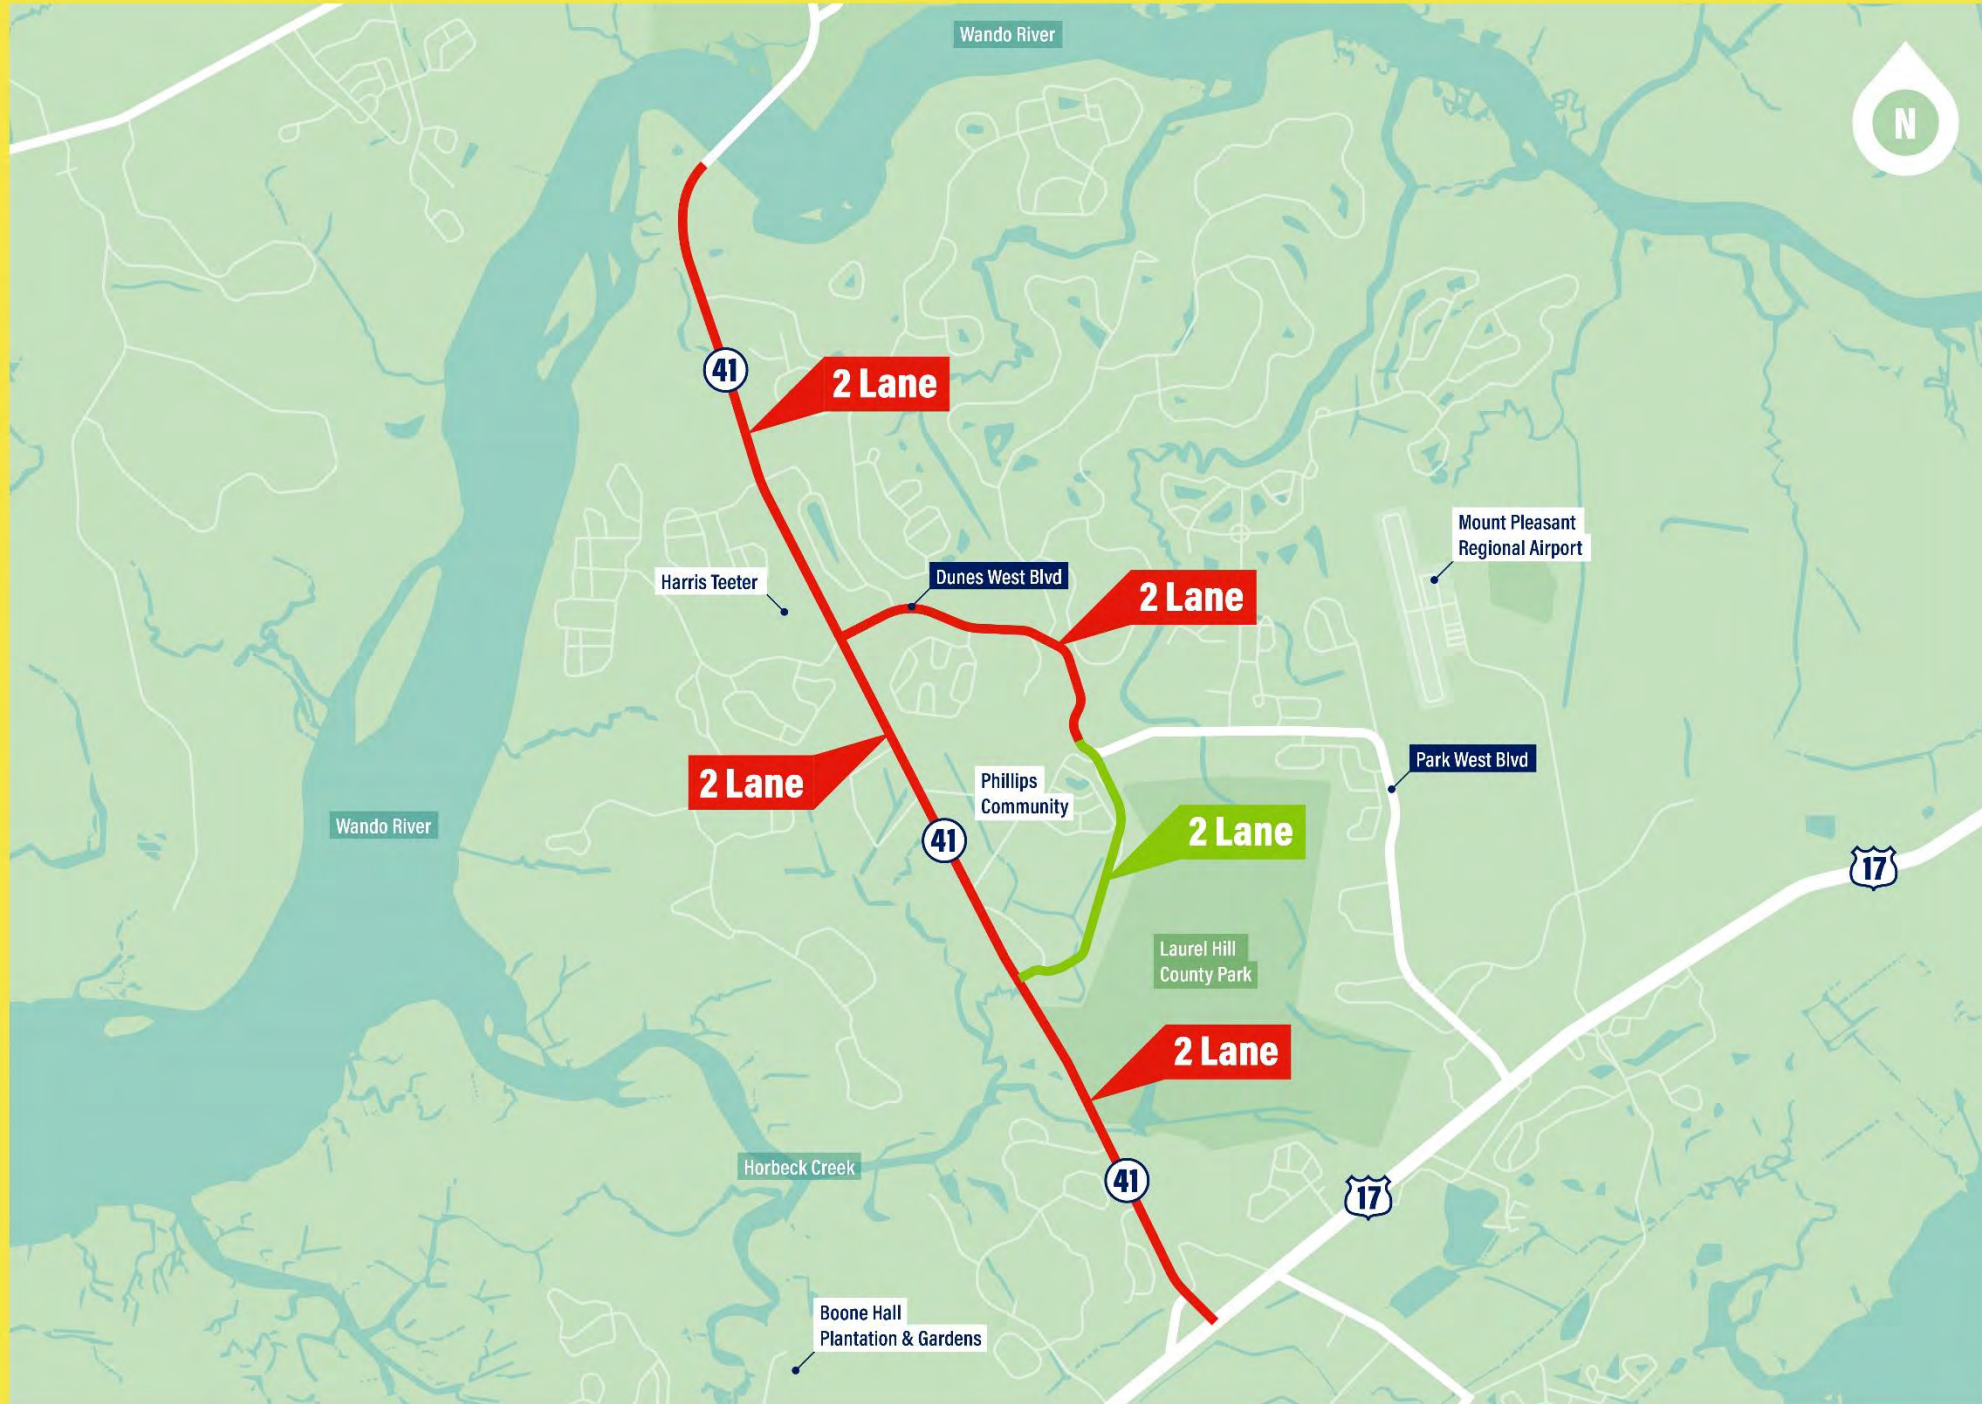 Wando River
N
41
2 Lane
Mount Pleasant
Regional Airport
Harris Teeter
Dunes West Blvd
2 Lane
Park West Blvd
2 Lane
Phillips
Community
Wando River
2 Lane
41
17
Laurel Hill
County Park
2 Lane
Horbeck Creek
41
17
Boone Hall
Plantation & Gardens